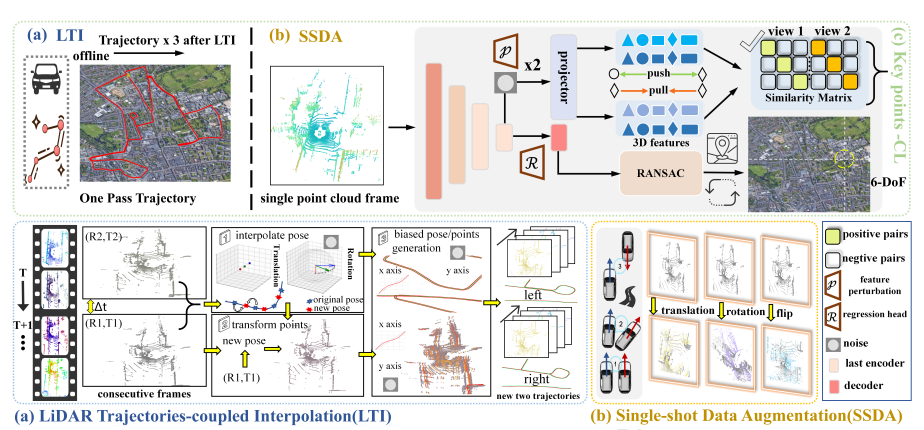 (a) LTI
offline
Trajectory x 3 after LTI
One Pass Trajectory
(b) SSDA
single point cloud frame
𝒫
x2
ℛ
projector
push
pull
3D features
RANSAC
view 1 view 2
Similarity Matrix
6-DoF
(c) Key points -CL
T
T+1
(R2,T2)
Δt
(R1,T1)
consecutive frames
1 interpolate pose
Translation
Rotation
original pose
new pose
2 transform points
new pose
(R1,T1)
3 biased pose/points
generation
x axis
y axis
x axis
y axis
left
right
new two trajectories
(a) LiDAR Trajectories-coupled Interpolation(LTI)
3
2
translation
rotation
flip
(b) Single-shot Data Augmentation(SSDA)
positive pairs
negtive pairs
𝒫 feature
perturbation
ℛ regression head
noise
last encoder
decoder